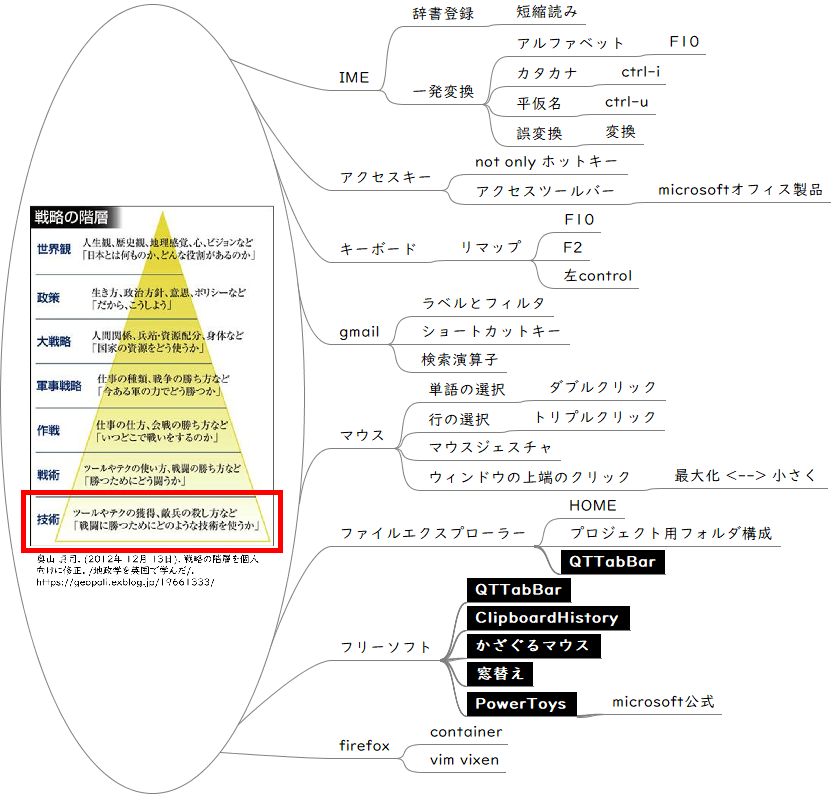 戦略の階層
世界観
人生観、歴史観、地理感覚、心、ビジョンなど
「日本とは何ものか、どんな役割があるのか」
政策
生き方、政治方針、意思、ポリシーなど
「だから、こうしよう」
大戦略
人間関係、兵站・資源配分、身体など
「国家の資源をどう使うか」
軍事戦略
仕事の種類、戦争の勝ち方など
「今ある軍の力でどう勝つか」
作戦
仕事の仕方、会戦の勝ち方など
「いつどこで戦いをするのか」
戦術
ツールやテクの使い方、戦闘の勝ち方など
「勝つためにどう闘うか」
技術
ツールやテクの獲得、敵兵の殺し方など
「戦闘に勝つためにどのような技術を使うか」
奥山 真司. (2012年 12月 13日). 戦略の階層を個人
向けに修正. /地政学を英国で学んだ/.
https://geopoli.exblog.jp/19661333/
IME
辞書登録
短縮読み
一発変換
アルファベット
F10
カタカナ
ctrl-i
平仮名
ctrl-u
誤変換
変換
アクセスキー
not only ホットキー
アクセスツールバー
microsoftオフィス製品
キーボード
リマップ
F10
F2
左control
gmail
ラベルとフィルタ
ショートカットキー
検索演算子
マウス
単語の選択
ダブルクリック
行の選択
トリプルクリック
マウスジェスチャ
ウィンドウの上端のクリック
最大化 <--> 小さく
ファイルエクスプローラー
HOME
プロジェクト用フォルダ構成
QTTabBar
フリーソフト
QTTabBar
ClipboardHistory
かざぐるマウス
窓替え
PowerToys
microsoft公式
firefox
container
vim vixen